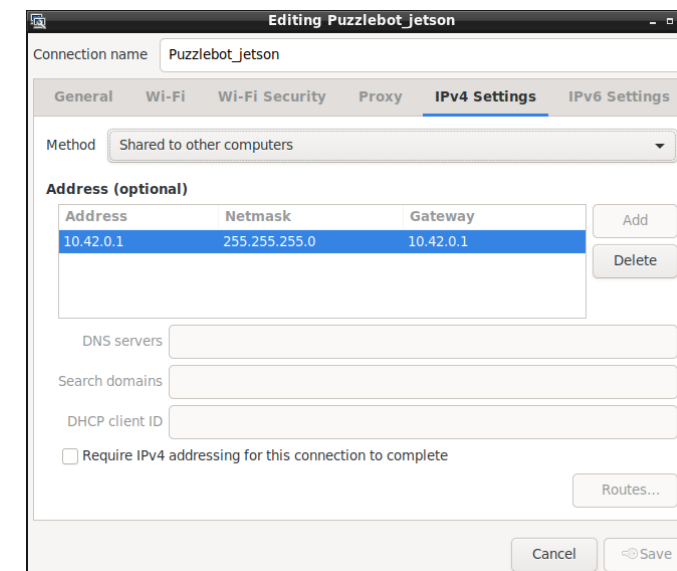 Editing Puzzlebot_jetson
Connection name Puzzlebot_jetson
General Wi-Fi Wi-Fi Security Proxy IPv4 Settings IPv6 Settings
Method Shared to other computers
Address (optional)
Address Netmask Gateway Add
10.42.0.1 255.255.255.0 10.42.0.1
Delete
DNS servers
Search domains
DHCP client ID
Require IPv4 addressing for this connection to complete
Routes...
Cancel Save